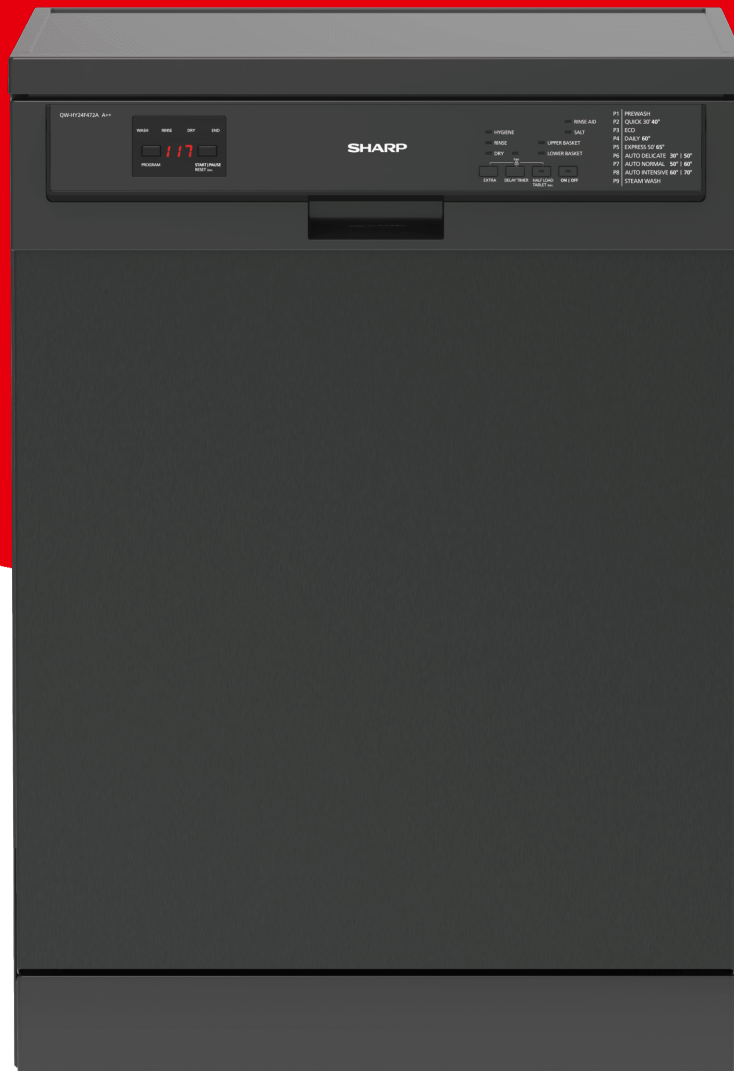 QW-HY24F472A A++
WASH RINSE DRY END
117
PROGRAM
START|PAUSE
RESET 3sec.
SHARP
RINSE AID
HYGIENE
SALT
RINSE
UPPER BASKET
DRY
LOWER BASKET
EXTRA
DELAY TIMER
HALF LOAD
TABLET 3sec.
ON | OFF
P1 PREWASH
P2 QUICK 30' 40°
P3 ECO
P4 DAILY 60°
P5 EXPRESS 50' 65°
P6 AUTO DELICATE 30° | 50°
P7 AUTO NORMAL 50° | 60°
P8 AUTO INTENSIVE 60° | 70°
P9 STEAM WASH